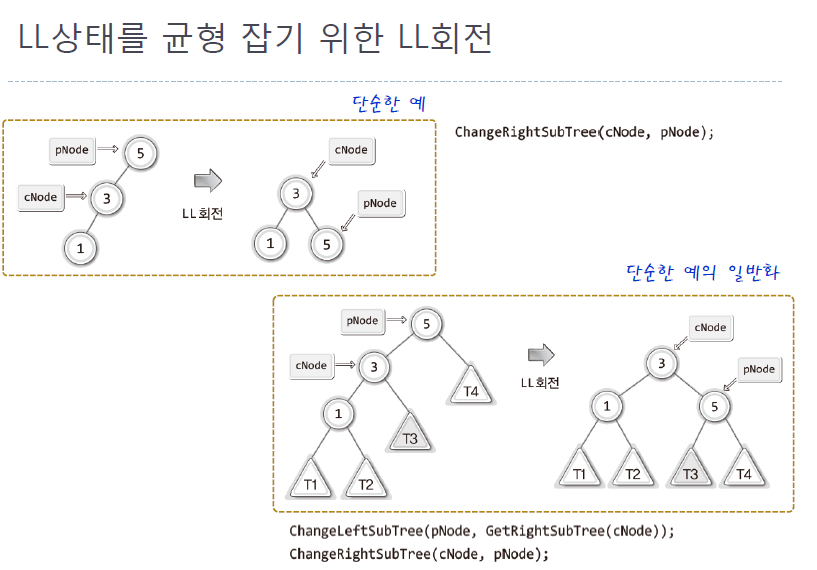 LL상태를 균형 잡기 위한 LL회전
단순한 예
ChangeRightSubTree(cNode, pNode);
pNode
5
cNode
3
1
LL회전
cNode
3
pNode
1
5
단순한 예의 일반화
pNode
5
cNode
3
T4
1
T3
T1
T2
LL회전
cNode
3
pNode
1
5
T1
T2
T3
T4
ChangeLeftSubTree(pNode, GetRightSubTree(cNode));
ChangeRightSubTree(cNode, pNode);